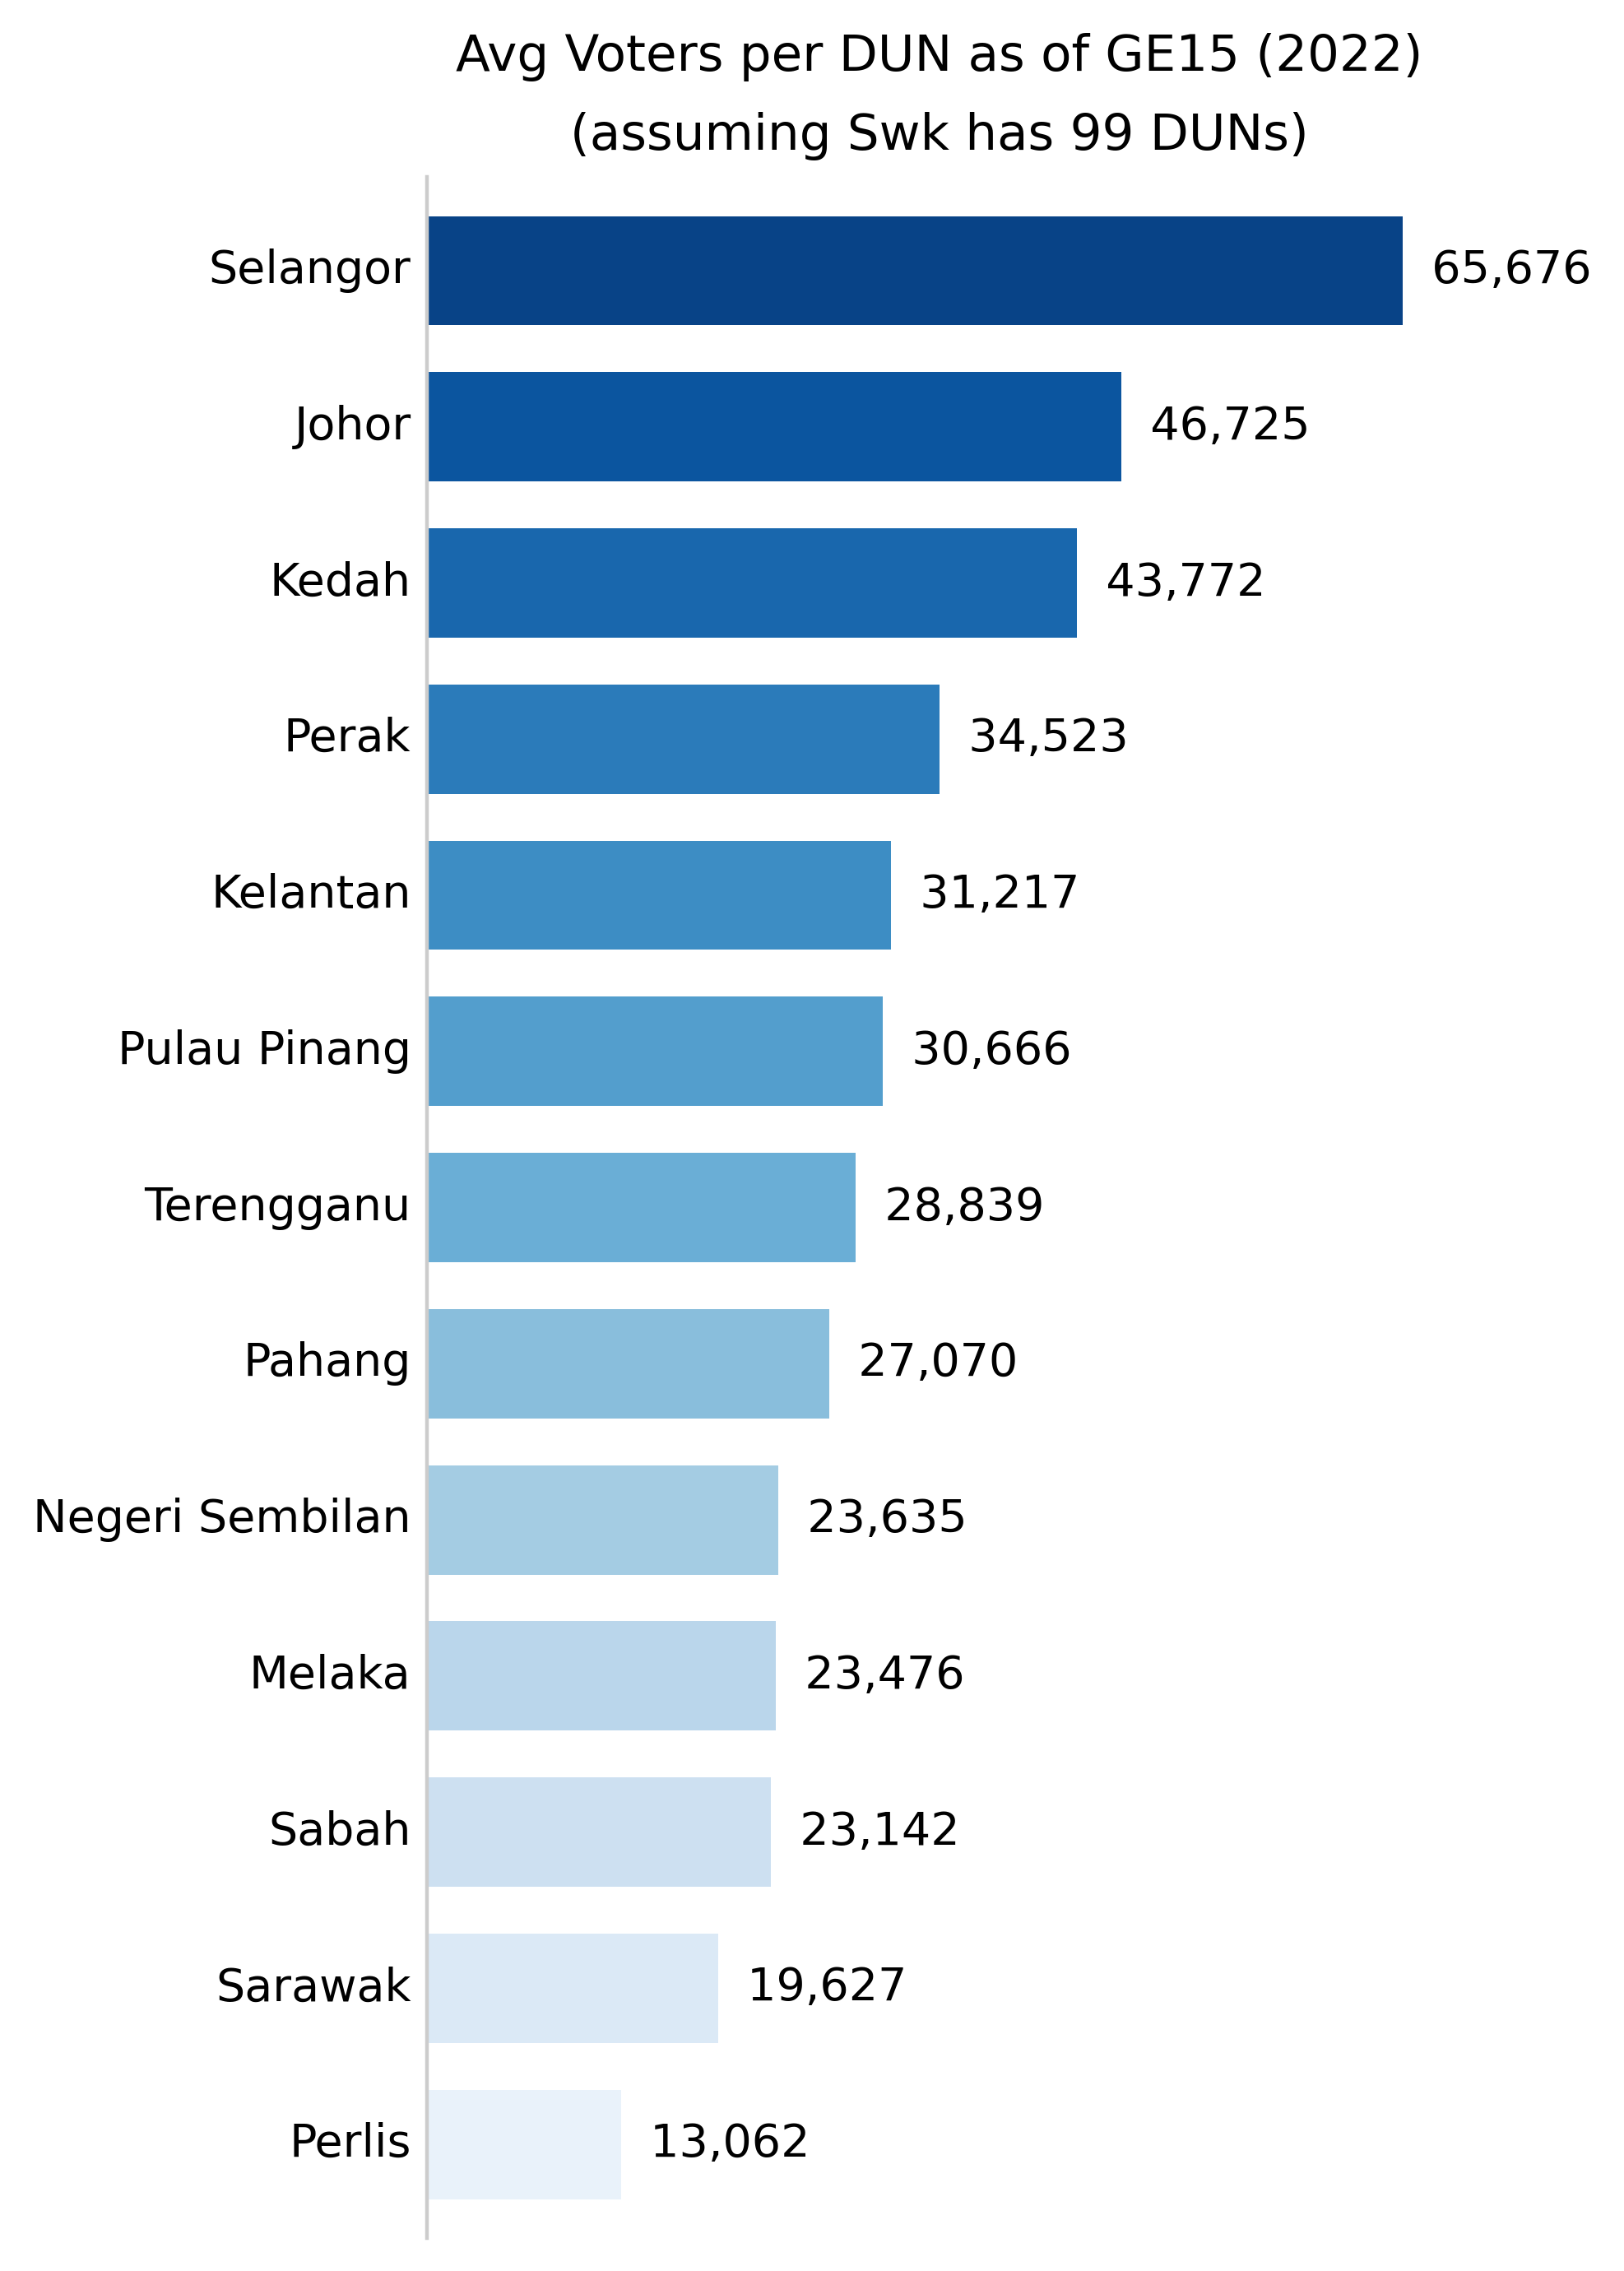 Avg Voters per DUN as of GE15 (2022)
(assuming Swk has 99 DUNs)
Selangor 65,676
Johor 46,725
Kedah 43,772
Perak 34,523
Kelantan 31,217
Pulau Pinang 30,666
Terengganu 28,839
Pahang 27,070
Negeri Sembilan 23,635
Melaka 23,476
Sabah 23,142
Sarawak 19,627
Perlis 13,062